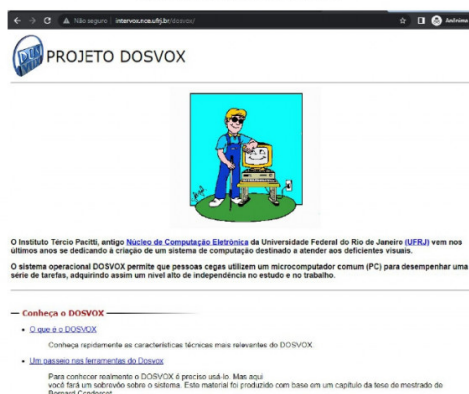 Não seguro | intervox.nce.ufrj.br/dosvox/
Anônima
PROJETO DOSVOX
O Instituto Tércio Pacitti, antigo Núcleo de Computação Eletrônica da Universidade Federal do Rio de Janeiro (UFRJ) vem nos
últimos anos se dedicando à criação de um sistema de computação destinado a atender aos deficientes visuais.
O sistema operacional DOSVOX permite que pessoas cegas utilizem um microcomputador comum (PC) para desempenhar uma
série de tarefas, adquirindo assim um nível alto de independência no estudo e no trabalho.
Conheça o DOSVOX
• O que é o DOSVOX
Conheça rapidamente as características técnicas mais relevantes do DOSVOX.
• Um passeio nas ferramentas do Dosvox
Para conhecer realmente o DOSVOX é preciso usá-lo. Mas aqui
você fará um sobrevôo sobre o sistema. Este material foi produzido com base em um capítulo da tese de mestrado de
Bernard Condorcet